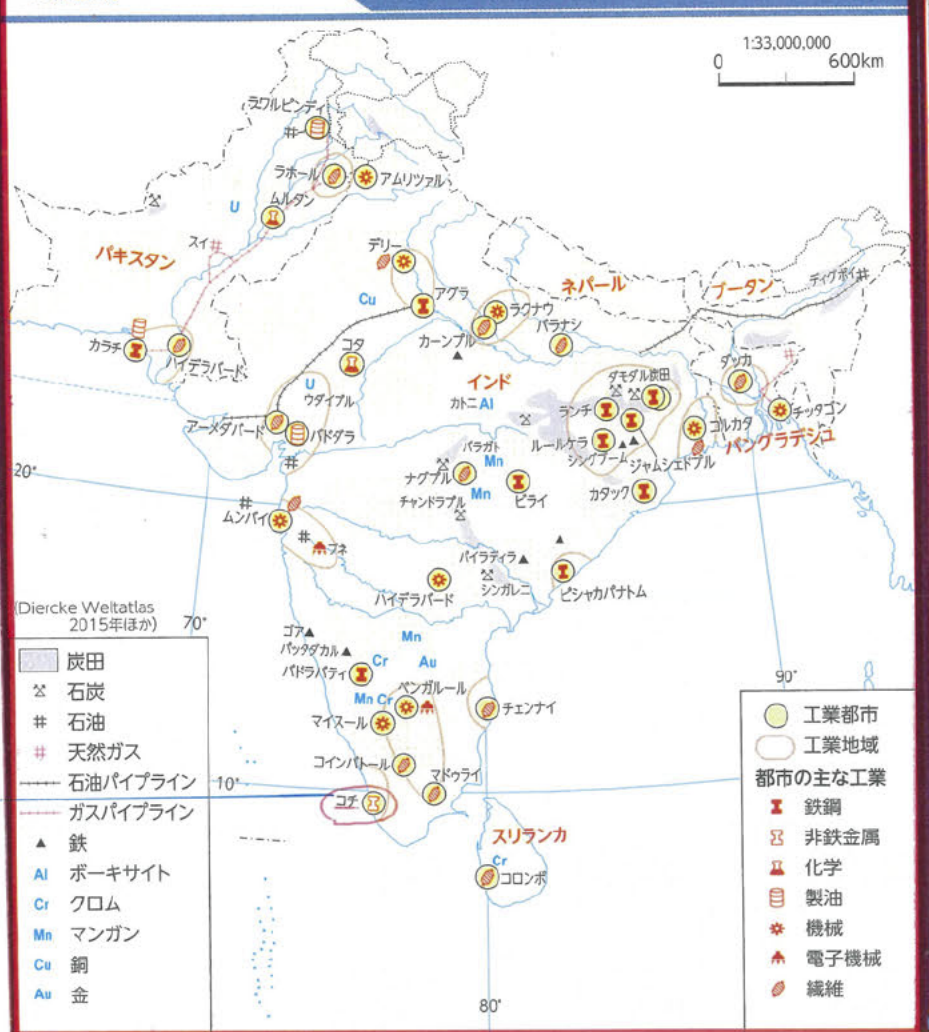 1:33,000,000
0 600km
ラワルピンディ
ラホール
アムリツァル
ムルタン
U
スイ
パキスタン
デリー
ネパール
ブータン
ディグボイ
Cu
アグラ
ラクナウ
カーンプル
バラナシ
カラチ
ハイデラバード
コタ
ダッカ
インド
ダモダル炭田
U
ウダイプル
カトニ Al
ランチ
チッタゴン
アーメダバード
バドダラ
コルカタ
バングラデシュ
ルールケラ
シングブーム
ジャムシェドプル
20°
バラガト
Mn
ナグプル
Mn
ビライ
カタック
チャンドラプル
ムンバイ
プネ
バイラディラ
シンガレニ
ハイデラバード
ビシャカパトナム
(Diercke Weltatlas
2015年ほか)
70°
ゴア
Mn
バッタダカル
Cr
Au
バドラバティ
90°
ベンガルール
Mn Cr
マイスール
チェンナイ
コインバトール
マドゥライ
10°
コチ
スリランカ
Cr
コロンボ
80°
炭田
石炭
石油
天然ガス
石油パイプライン
ガスパイプライン
鉄
Al ボーキサイト
Cr クロム
Mn マンガン
Cu 銅
Au 金
工業都市
工業地域
都市の主な工業
鉄鋼
非鉄金属
化学
製油
機械
電子機械
繊維